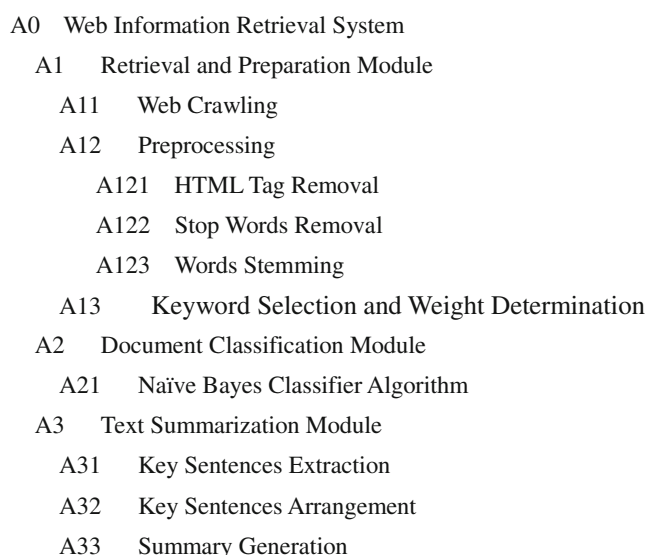 A0 Web Information Retrieval System
A1 Retrieval and Preparation Module
A11 Web Crawling
A12 Preprocessing
A121 HTML Tag Removal
A122 Stop Words Removal
A123 Words Stemming
A13 Keyword Selection and Weight Determination
A2 Document Classification Module
A21 Naïve Bayes Classifier Algorithm
A3 Text Summarization Module
A31 Key Sentences Extraction
A32 Key Sentences Arrangement
A33 Summary Generation